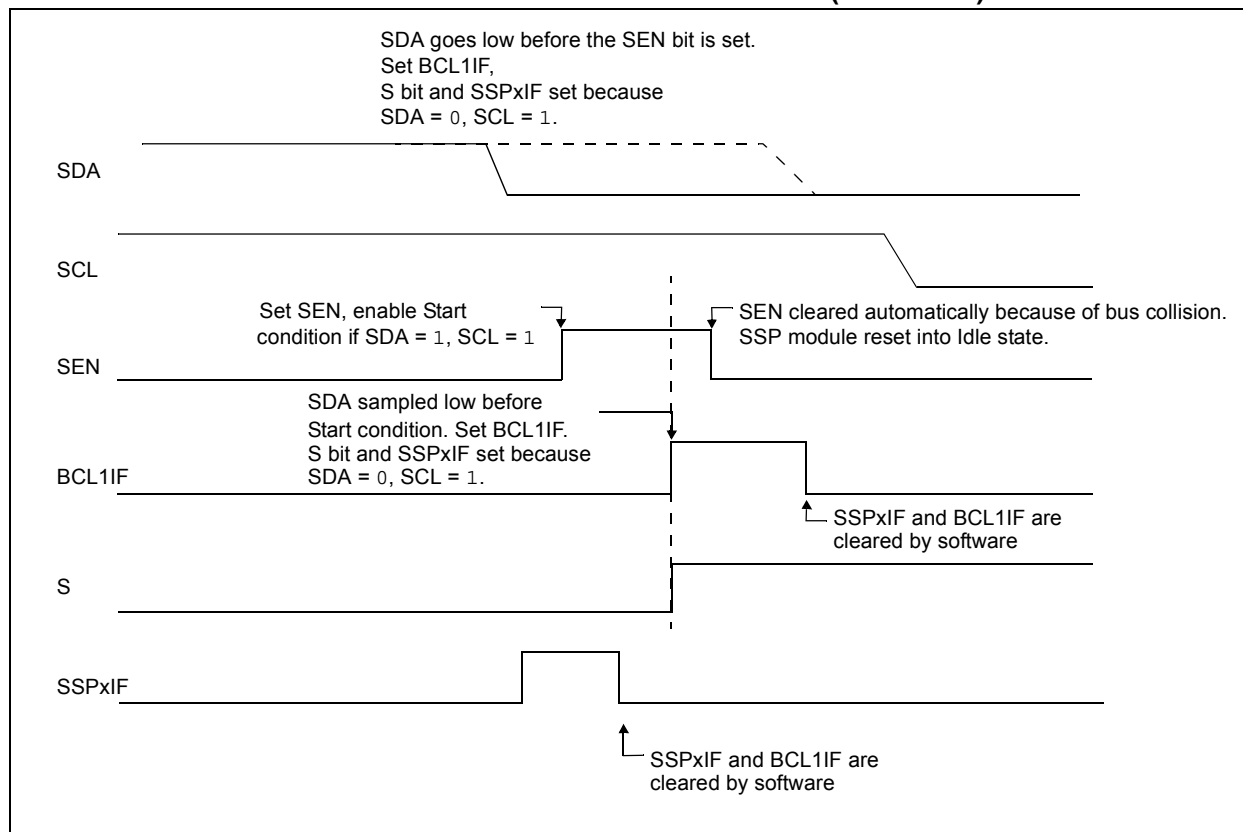 SDA goes low before the SEN bit is set.
Set BCL1IF,
S bit and SSPxIF set because
SDA = 0, SCL = 1.
SDA
SCL
Set SEN, enable Start
condition if SDA = 1, SCL = 1
SEN cleared automatically because of bus collision.
SSP module reset into Idle state.
SEN
SDA sampled low before
Start condition. Set BCL1IF.
S bit and SSPxIF set because
SDA = 0, SCL = 1.
BCL1IF
SSPxIF and BCL1IF are
cleared by software
S
SSPxIF
SSPxIF and BCL1IF are
cleared by software